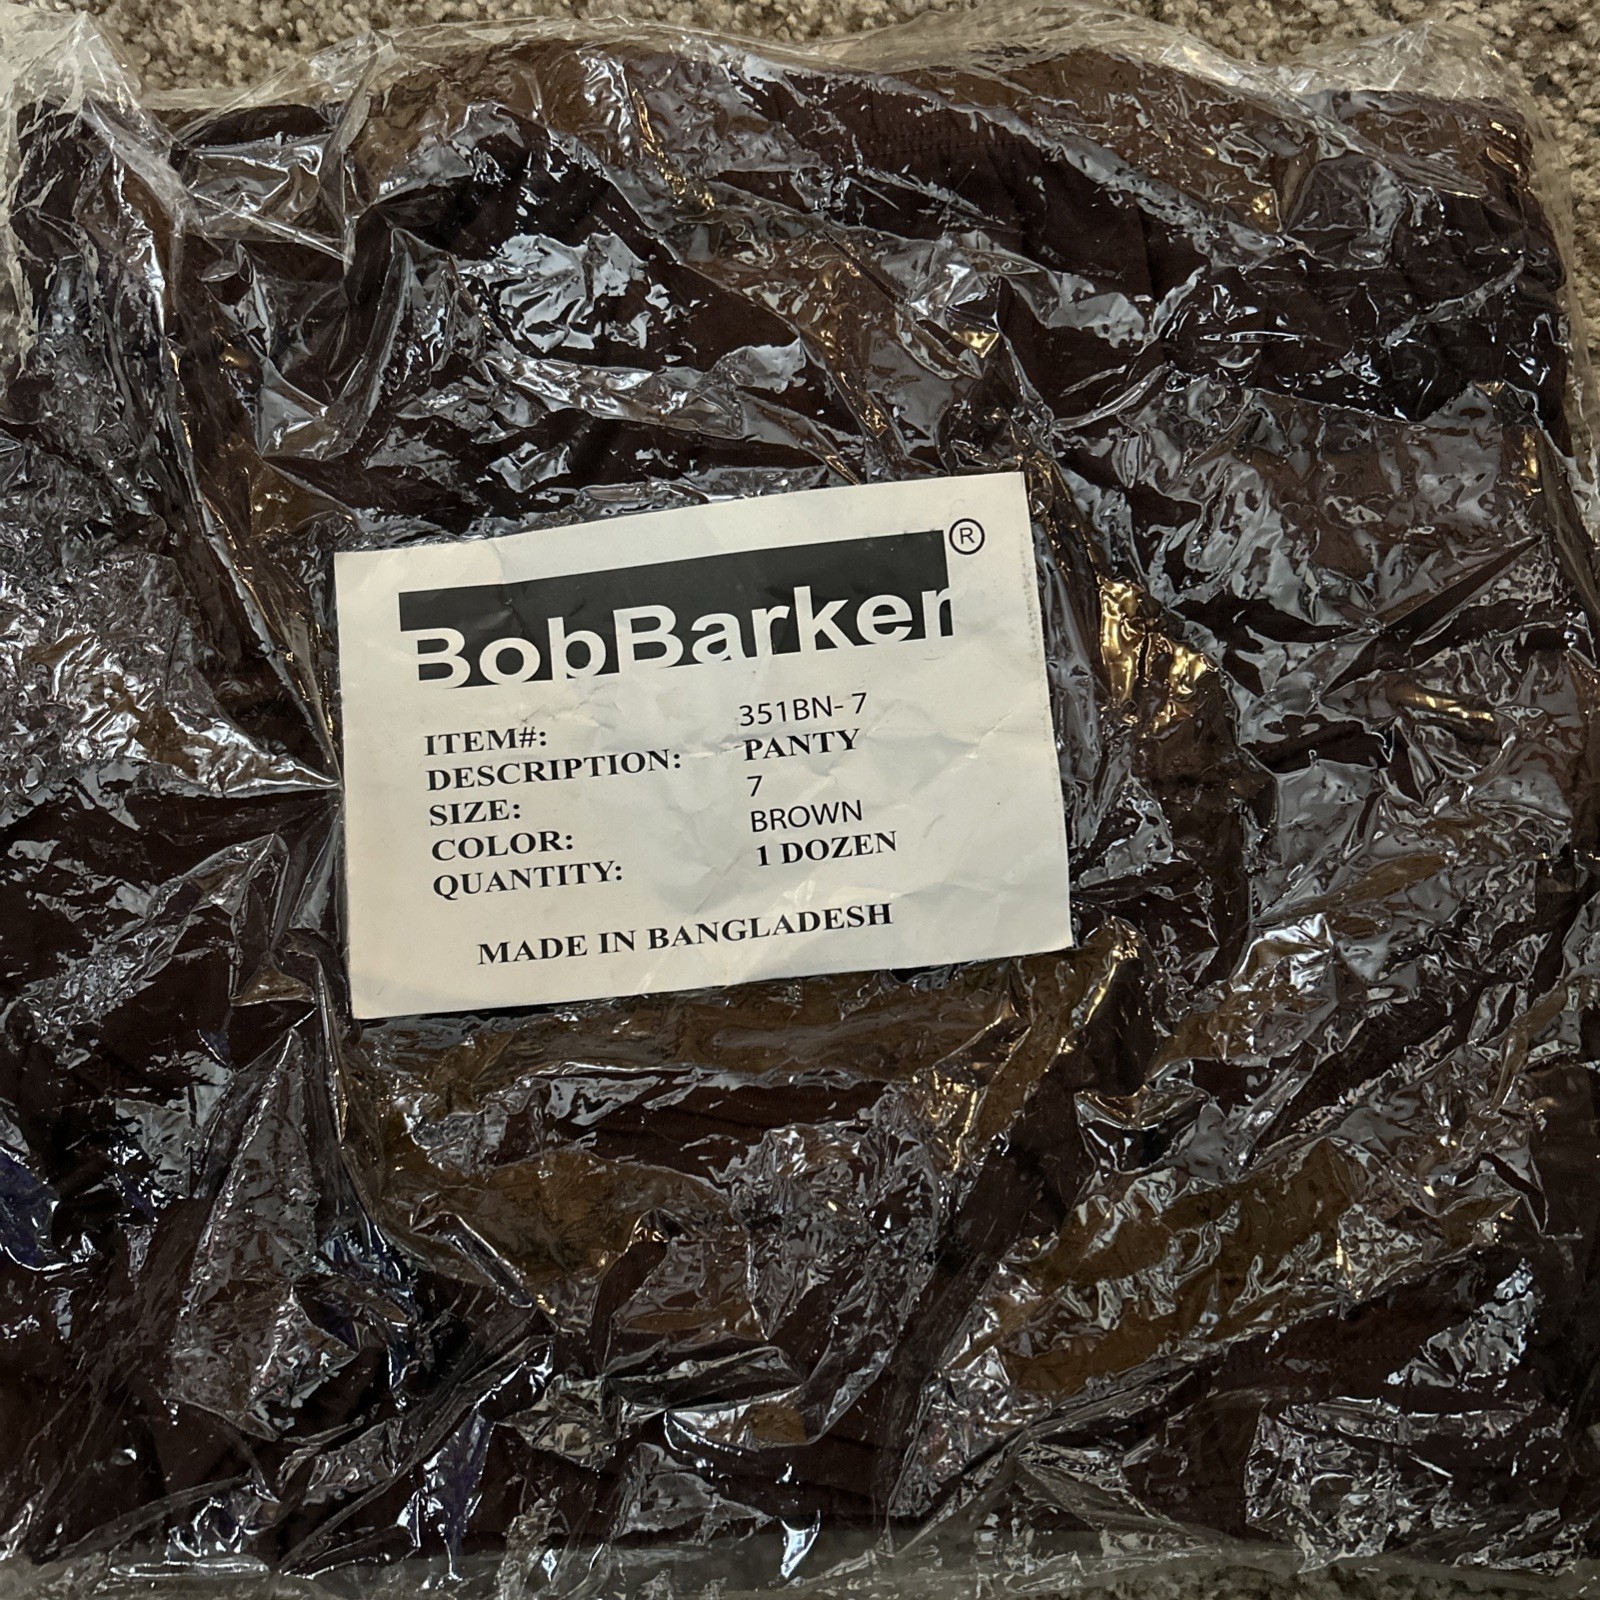 BobBarker®
ITEM#: 351BN- 7
DESCRIPTION: PANTY
SIZE: 7
COLOR: BROWN
QUANTITY: 1 DOZEN
MADE IN BANGLADESH